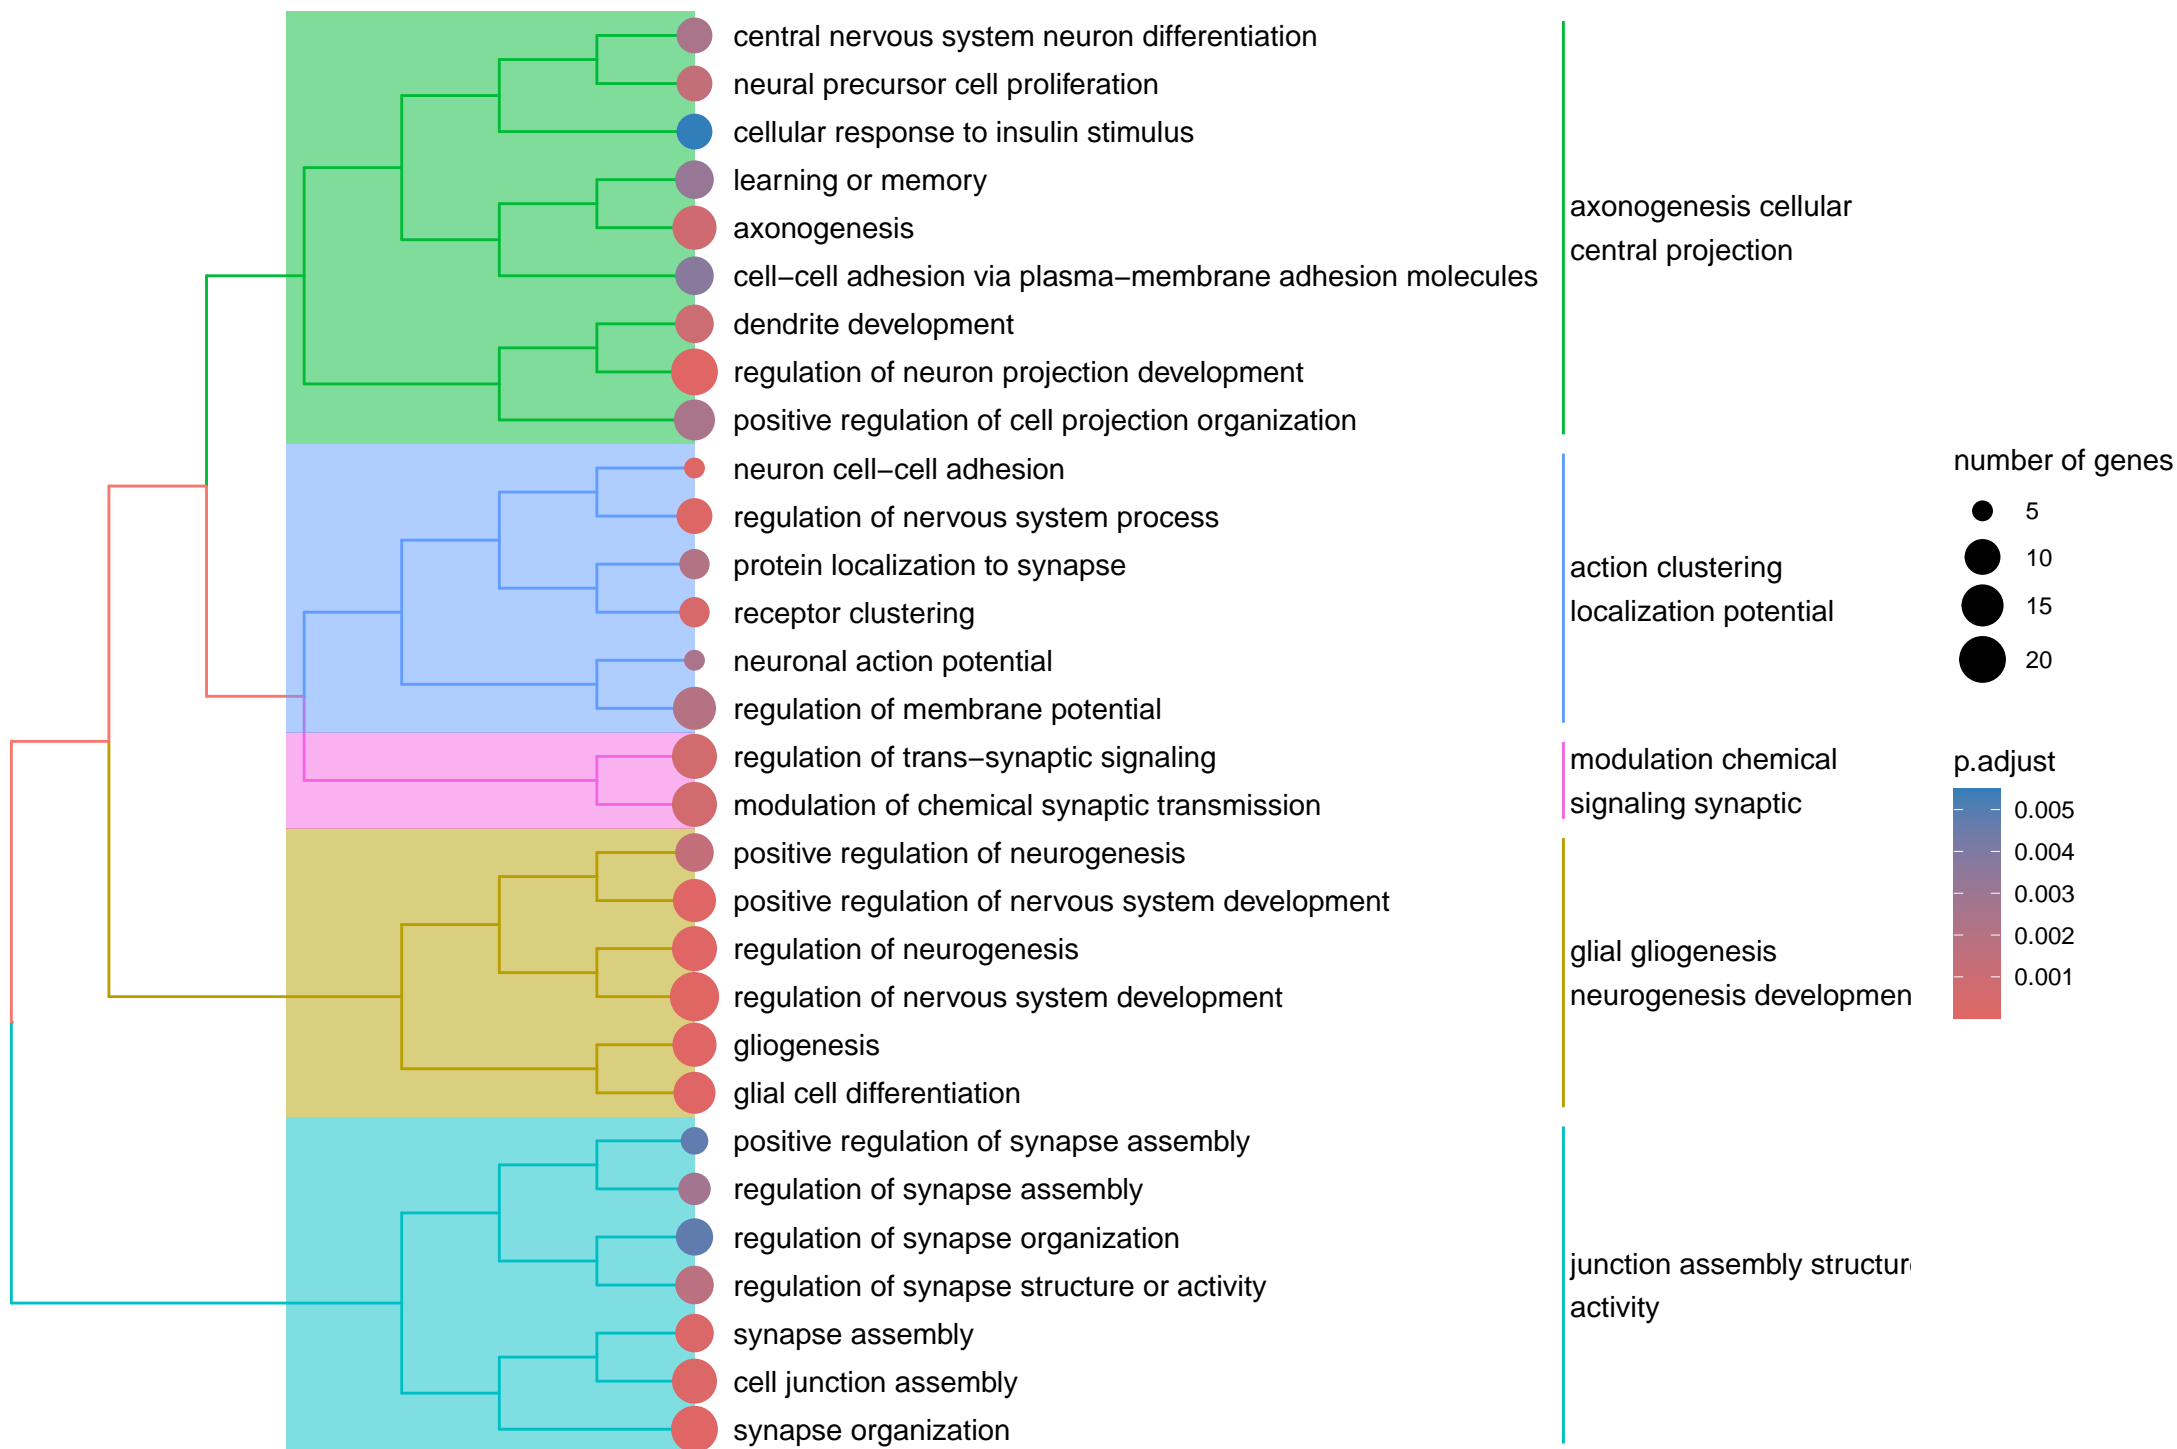 central nervous system neuron differentiation
neural precursor cell proliferation
cellular response to insulin stimulus
learning or memory
axonogenesis
cell−cell adhesion via plasma−membrane adhesion molecules
dendrite development
regulation of neuron projection development
positive regulation of cell projection organization
neuron cell−cell adhesion
regulation of nervous system process
protein localization to synapse
receptor clustering
neuronal action potential
regulation of membrane potential
regulation of trans−synaptic signaling
modulation of chemical synaptic transmission
positive regulation of neurogenesis
positive regulation of nervous system development
regulation of neurogenesis
regulation of nervous system development
gliogenesis
glial cell differentiation
positive regulation of synapse assembly
regulation of synapse assembly
regulation of synapse organization
regulation of synapse structure or activity
synapse assembly
cell junction assembly
synapse organization
axonogenesis cellular
central projection
action clustering
localization potential
modulation chemical
signaling synaptic
glial gliogenesis
neurogenesis developmen
junction assembly structur
activity
number of genes
5
10
15
20
p.adjust
0.005
0.004
0.003
0.002
0.001